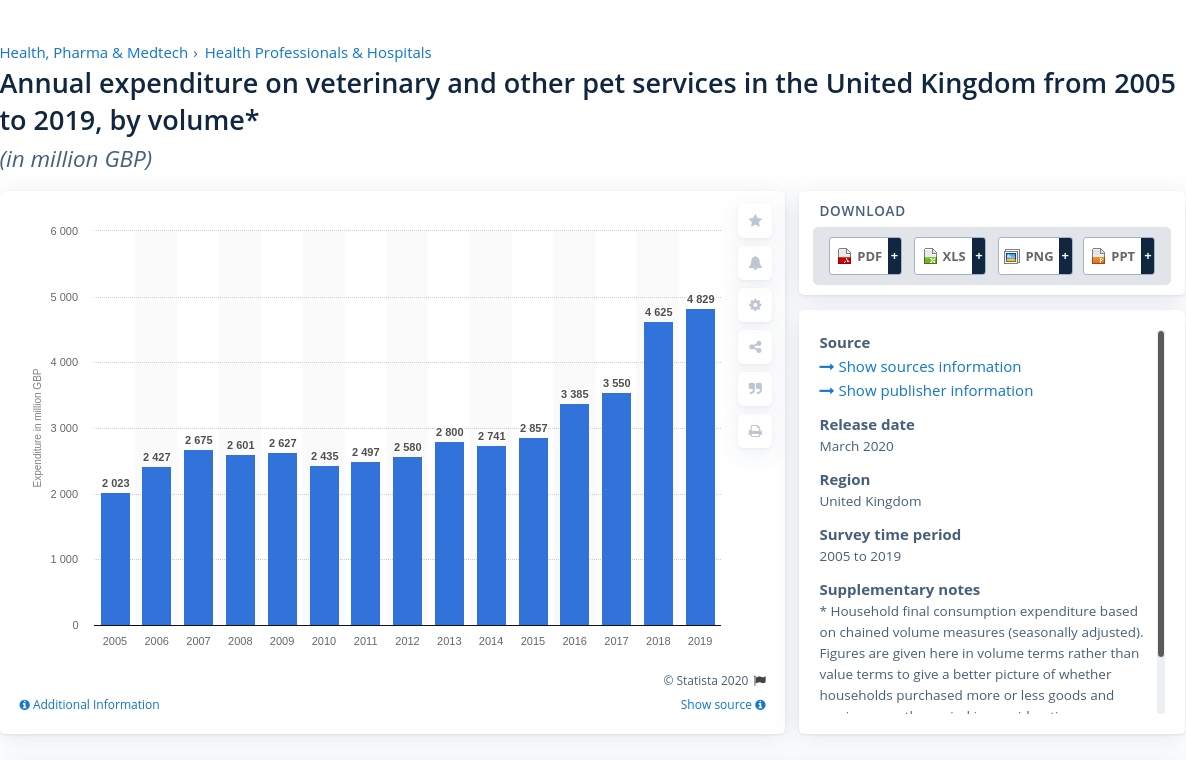 Health, Pharma & Medtech › Health Professionals & Hospitals
Annual expenditure on veterinary and other pet services in the United Kingdom from 2005
to 2019, by volume*
(in million GBP)
6 000
5 000
4 000
3 000
2 000
1 000
0
Expenditure in million GBP
2 023
2 427
2 675
2 601
2 627
2 435
2 497
2 580
2 800
2 741
2 857
3 385
3 550
4 625
4 829
2005 2006 2007 2008 2009 2010 2011 2012 2013 2014 2015 2016 2017 2018 2019
© Statista 2020
Additional Information
Show source
DOWNLOAD
PDF + XLS + PNG + PPT +
Source
Show sources information
Show publisher information
Release date
March 2020
Region
United Kingdom
Survey time period
2005 to 2019
Supplementary notes
* Household final consumption expenditure based
on chained volume measures (seasonally adjusted).
Figures are given here in volume terms rather than
value terms to give a better picture of whether
households purchased more or less goods and